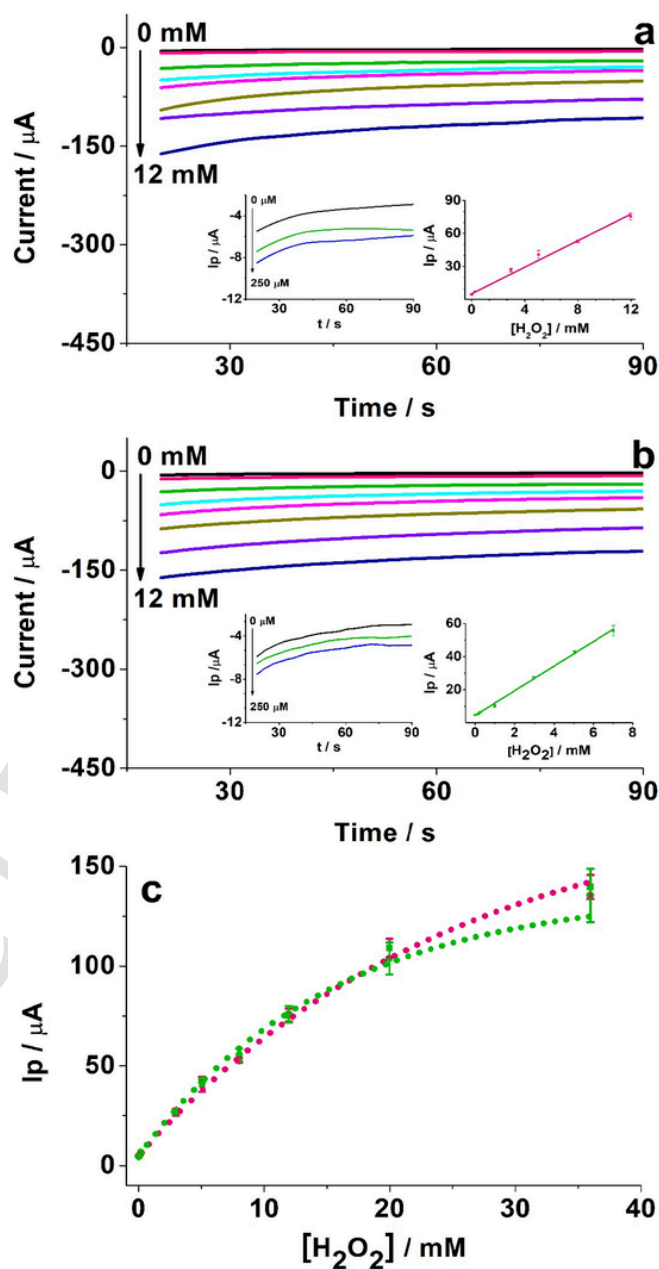 0 mM
a
0
-150
-300
-450
Current / μA
12 mM
0 μM
-4
-8
-12
Ip / μA
250 μM
30 60 90
t / s
90
60
30
Ip / μA
0 4 8 12
[H₂O₂] / mM
30 60 90
Time / s
0 mM
b
0
-150
-300
-450
Current / μA
12 mM
0 μM
-4
-8
-12
Ip /μA
250 μM
30 60 90
t / s
60
40
20
Ip / μA
0 2 4 6 8
[H₂O₂] / mM
30 60 90
Time / s
c
150
100
50
0
Ip / μA
0 10 20 30 40
[H₂O₂] / mM